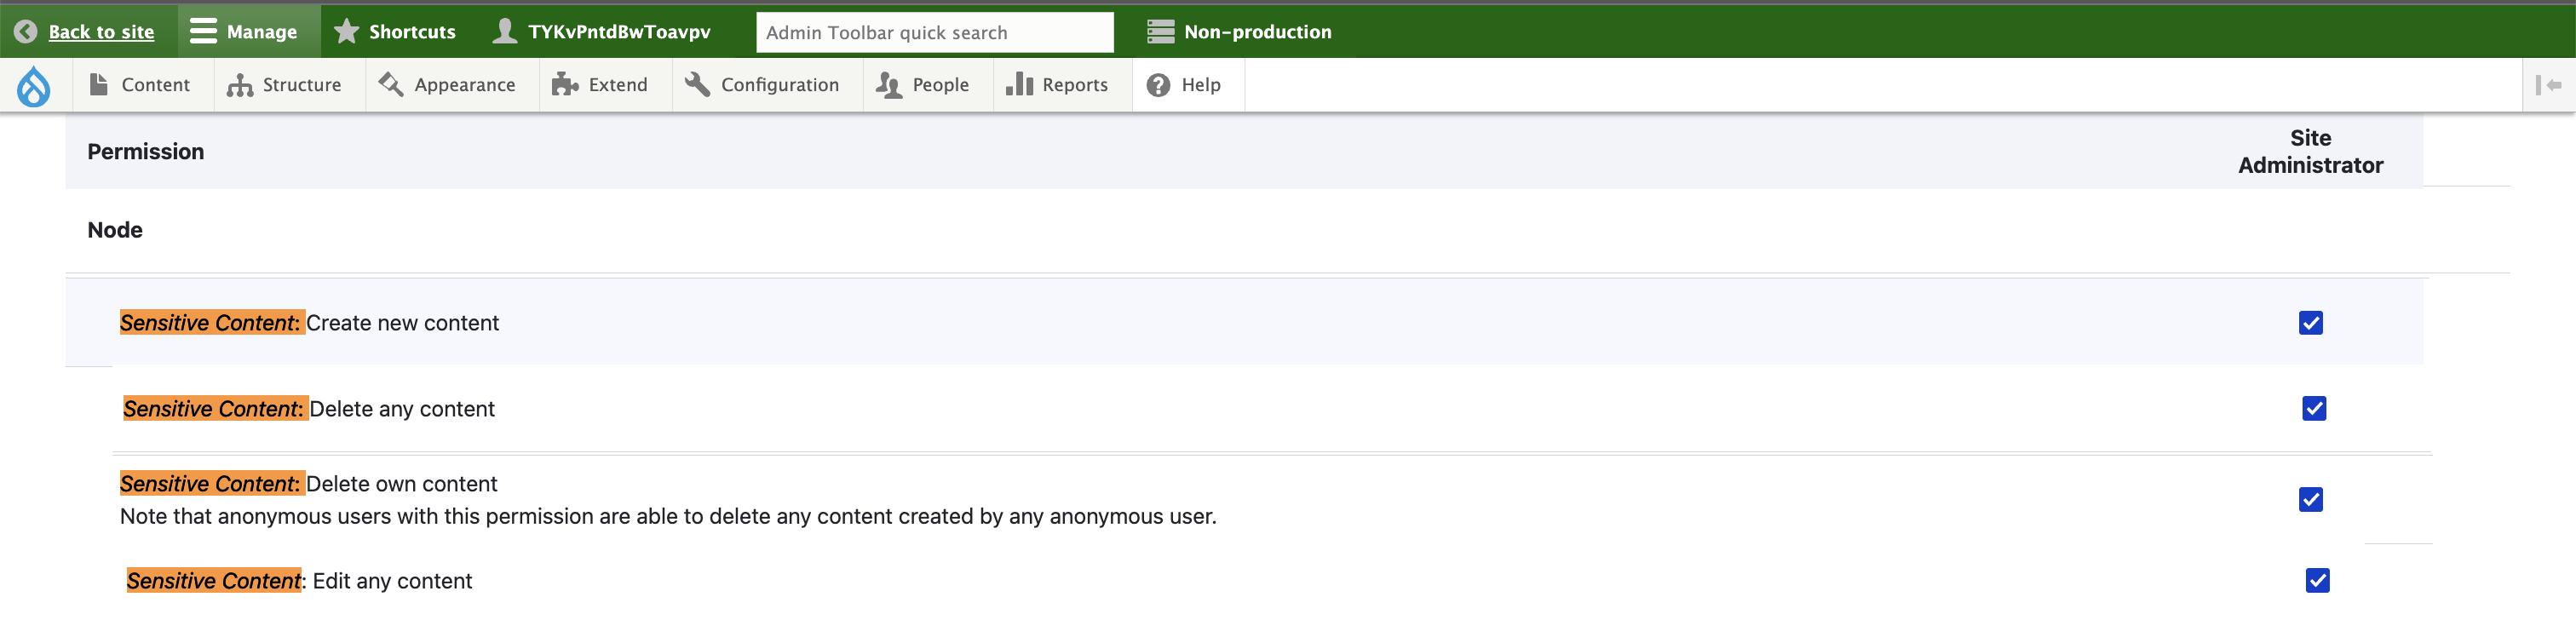 Back to site
Manage
Shortcuts
TYKvPntdBwToavpv
Admin Toolbar quick search
Non-production
Content
Structure
Appearance
Extend
Configuration
People
Reports
Help
Permission
Site
Administrator
Node
Sensitive Content: Create new content
Sensitive Content: Delete any content
Sensitive Content: Delete own content
Note that anonymous users with this permission are able to delete any content created by any anonymous user.
Sensitive Content: Edit any content